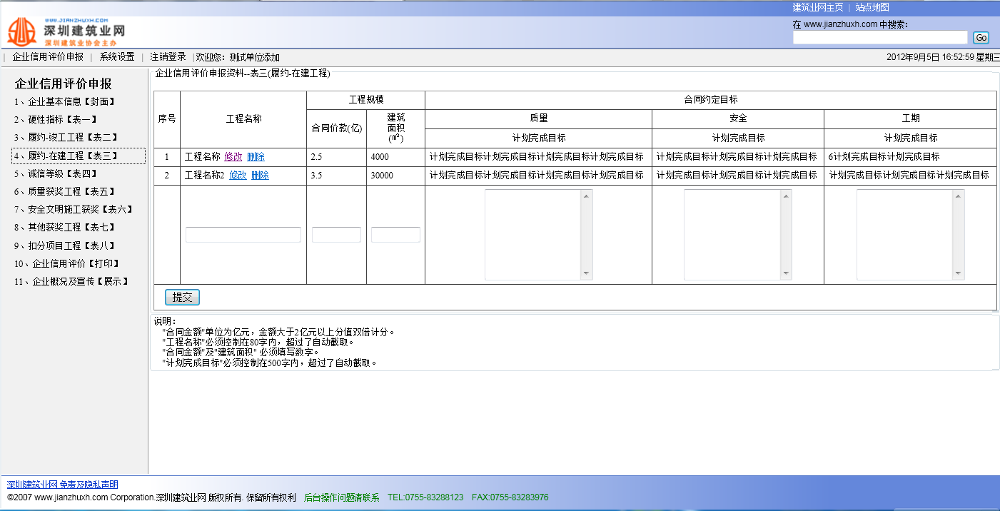 建筑业网主页 | 站点地图
WWW.JIANZHUXH.COM
深圳建筑业网
深圳建筑业协会主办
在 www.jianzhuxh.com 中搜索:
Go
| 企业信用评价申报 | 系统设置 | 注销登录 |欢迎您: 测试单位添加
2012年9月5日 16:52:59 星期三
企业信用评价申报
1、企业基本信息【封面】
2、硬性指标【表一】
3、履约-竣工工程【表二】
4、履约-在建工程【表三】
5、诚信等级【表四】
6、质量获奖工程【表五】
7、安全文明施工获奖【表六】
8、其他获奖工程【表七】
9、扣分项目工程【表八】
10、企业信用评价【打印】
11、企业概况及宣传【展示】
企业信用评价申报资料--表三(履约-在建工程)
序号 工程名称 工程规模 合同约定目标
合同价款(亿) 建筑面积(㎡) 质量 安全 工期
计划完成目标 计划完成目标 计划完成目标
1 工程名称 修改 删除 2.5 4000 计划完成目标计划完成目标计划完成目标计划完成目标 计划完成目标计划完成目标计划完成目标 6计划完成目标计划完成目标
2 工程名称2 修改 删除 3.5 30000 计划完成目标计划完成目标计划完成目标计划完成目标 计划完成目标计划完成目标计划完成目标 计划完成目标计划完成目标计划完成目标
提交
说明：
"合同金额"单位为亿元，金额大于2亿元以上分值双倍计分。
"工程名称"必须控制在80字内，超过了自动截取。
"合同金额"及"建筑面积" 必须填写数字。
"计划完成目标"必须控制在500字内，超过了自动截取。
深圳建筑业网 免责及隐私声明
©2007 www.jianzhuxh.com Corporation.深圳建筑业网 版权所有. 保留所有权利 后台操作问题请联系 TEL:0755-83288123 FAX:0755-83283976